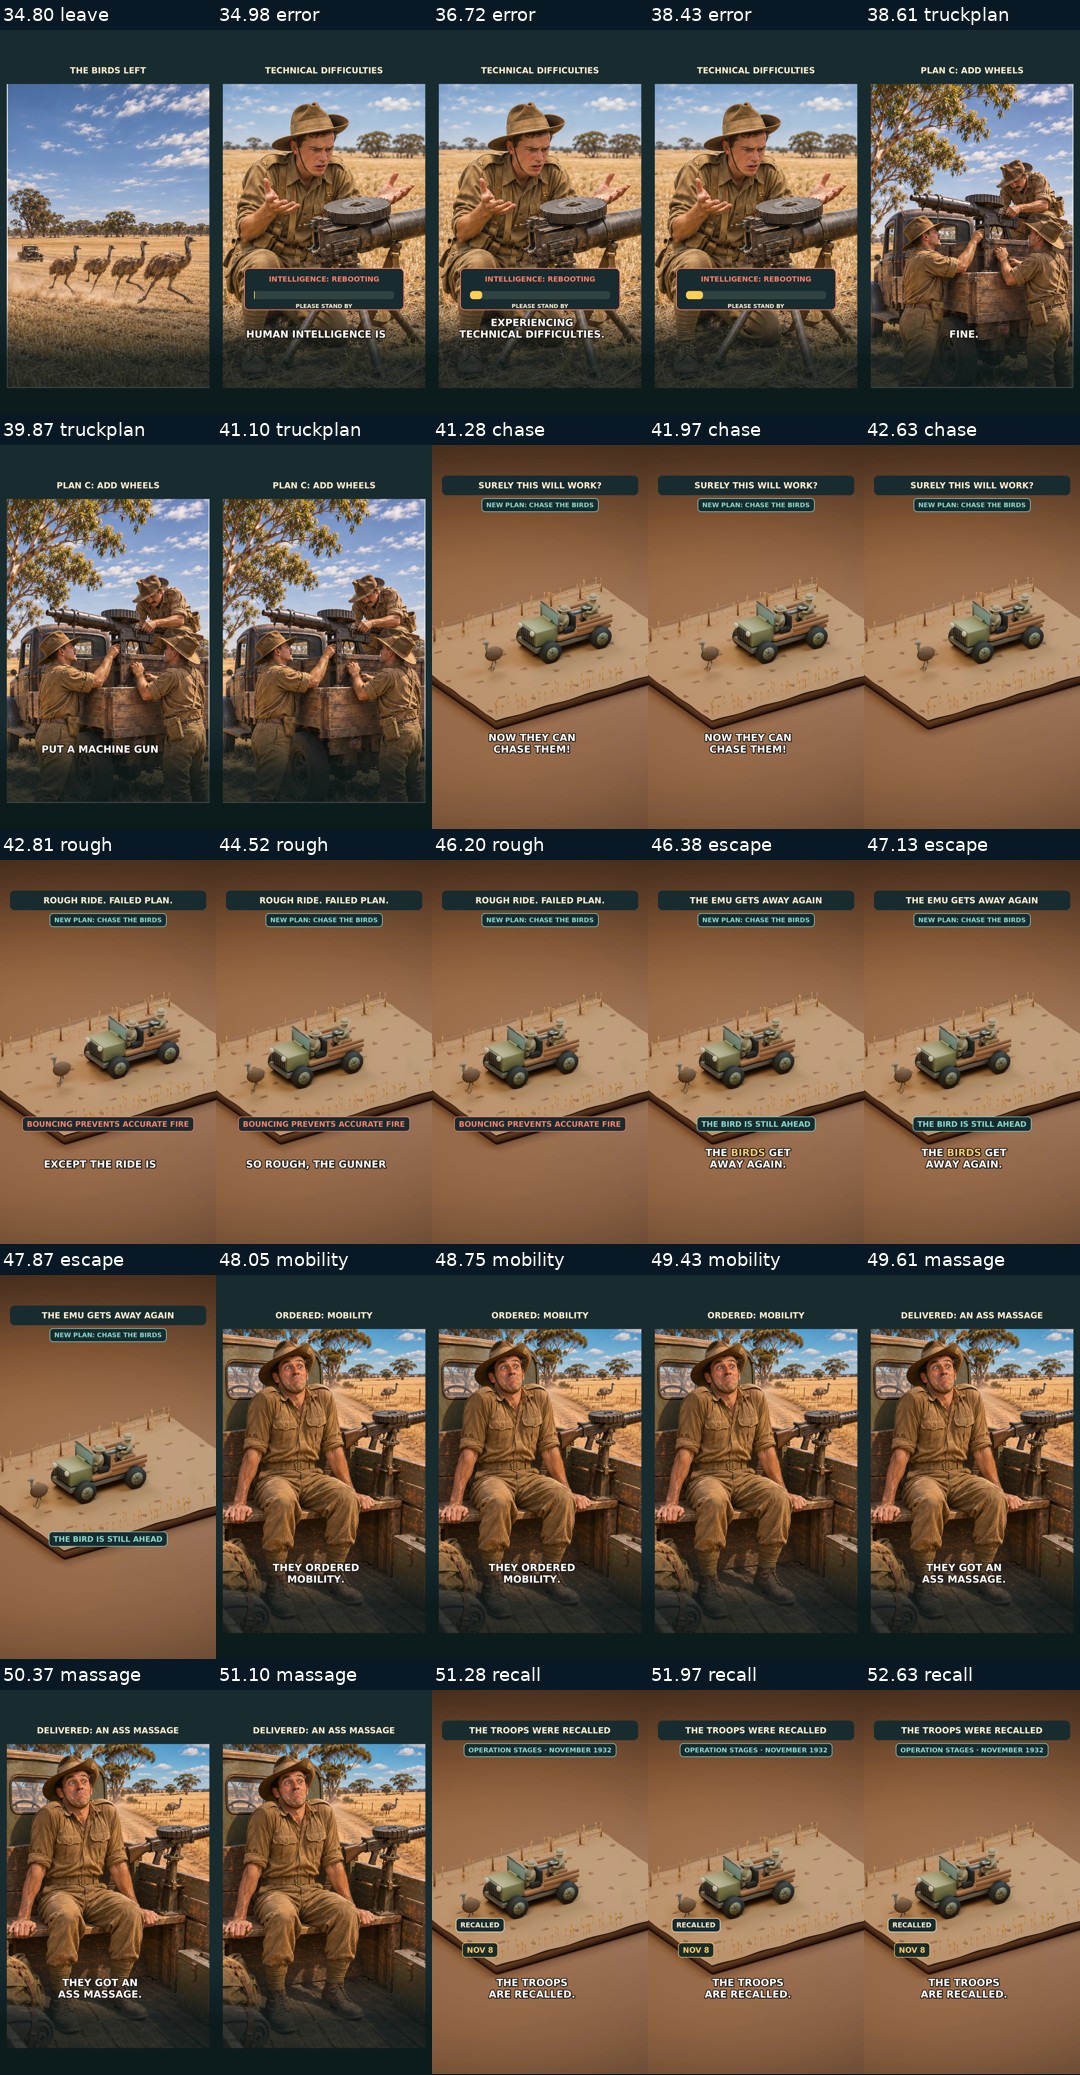 34.80 leave
THE BIRDS LEFT
34.98 error
TECHNICAL DIFFICULTIES
INTELLIGENCE: REBOOTING
PLEASE STAND BY
HUMAN INTELLIGENCE IS
36.72 error
TECHNICAL DIFFICULTIES
INTELLIGENCE: REBOOTING
PLEASE STAND BY
EXPERIENCING
TECHNICAL DIFFICULTIES.
38.43 error
TECHNICAL DIFFICULTIES
INTELLIGENCE: REBOOTING
PLEASE STAND BY
38.61 truckplan
PLAN C: ADD WHEELS
FINE.
39.87 truckplan
PLAN C: ADD WHEELS
PUT A MACHINE GUN
41.10 truckplan
PLAN C: ADD WHEELS
41.28 chase
SURELY THIS WILL WORK?
NEW PLAN: CHASE THE BIRDS
NOW THEY CAN
CHASE THEM!
41.97 chase
SURELY THIS WILL WORK?
NEW PLAN: CHASE THE BIRDS
NOW THEY CAN
CHASE THEM!
42.63 chase
SURELY THIS WILL WORK?
NEW PLAN: CHASE THE BIRDS
42.81 rough
ROUGH RIDE. FAILED PLAN.
NEW PLAN: CHASE THE BIRDS
BOUNCING PREVENTS ACCURATE FIRE
EXCEPT THE RIDE IS
44.52 rough
ROUGH RIDE. FAILED PLAN.
NEW PLAN: CHASE THE BIRDS
BOUNCING PREVENTS ACCURATE FIRE
SO ROUGH, THE GUNNER
46.20 rough
ROUGH RIDE. FAILED PLAN.
NEW PLAN: CHASE THE BIRDS
BOUNCING PREVENTS ACCURATE FIRE
46.38 escape
THE EMU GETS AWAY AGAIN
NEW PLAN: CHASE THE BIRDS
THE BIRD IS STILL AHEAD
THE BIRDS GET
AWAY AGAIN.
47.13 escape
THE EMU GETS AWAY AGAIN
NEW PLAN: CHASE THE BIRDS
THE BIRD IS STILL AHEAD
THE BIRDS GET
AWAY AGAIN.
47.87 escape
THE EMU GETS AWAY AGAIN
NEW PLAN: CHASE THE BIRDS
THE BIRD IS STILL AHEAD
48.05 mobility
ORDERED: MOBILITY
THEY ORDERED
MOBILITY.
48.75 mobility
ORDERED: MOBILITY
THEY ORDERED
MOBILITY.
49.43 mobility
ORDERED: MOBILITY
49.61 massage
DELIVERED: AN ASS MASSAGE
THEY GOT AN
ASS MASSAGE.
50.37 massage
DELIVERED: AN ASS MASSAGE
THEY GOT AN
ASS MASSAGE.
51.10 massage
DELIVERED: AN ASS MASSAGE
51.28 recall
THE TROOPS WERE RECALLED
OPERATION STAGES · NOVEMBER 1932
RECALLED
NOV 8
THE TROOPS
ARE RECALLED.
51.97 recall
THE TROOPS WERE RECALLED
OPERATION STAGES · NOVEMBER 1932
RECALLED
NOV 8
THE TROOPS
ARE RECALLED.
52.63 recall
THE TROOPS WERE RECALLED
OPERATION STAGES · NOVEMBER 1932
RECALLED
NOV 8
THE TROOPS
ARE RECALLED.